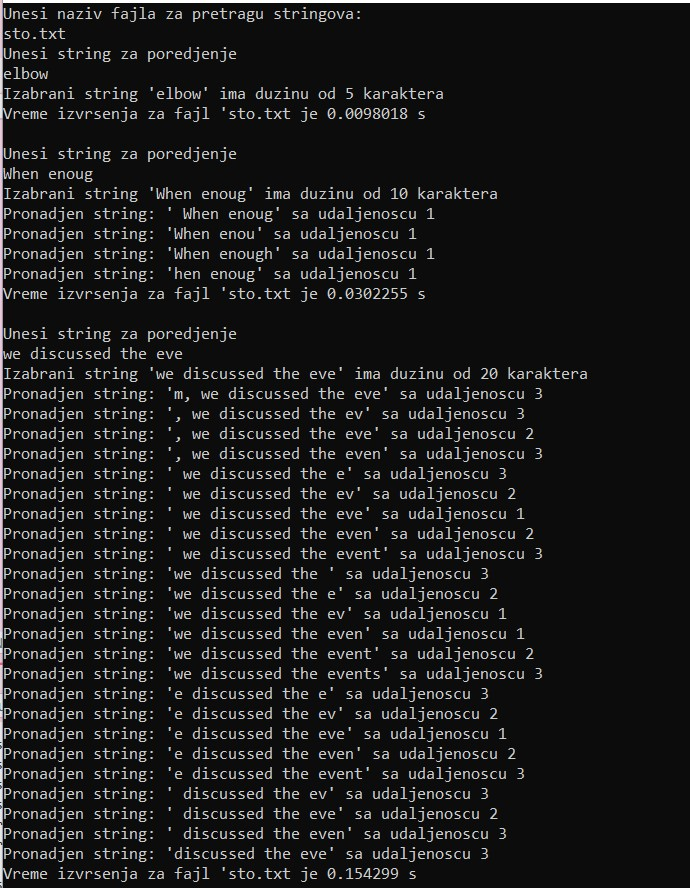 Unesi naziv fajla za pretragu stringova:
sto.txt
Unesi string za poredjenje
elbow
Izabrani string 'elbow' ima duzinu od 5 karaktera
Vreme izvrsenja za fajl 'sto.txt je 0.0098018 s
Unesi string za poredjenje
When enoug
Izabrani string 'When enoug' ima duzinu od 10 karaktera
Pronadjen string: ' When enoug' sa udaljenoscu 1
Pronadjen string: 'When enou' sa udaljenoscu 1
Pronadjen string: 'When enough' sa udaljenoscu 1
Pronadjen string: 'hen enoug' sa udaljenoscu 1
Vreme izvrsenja za fajl 'sto.txt je 0.0302255 s
Unesi string za poredjenje
we discussed the eve
Izabrani string 'we discussed the eve' ima duzinu od 20 karaktera
Pronadjen string: 'm, we discussed the eve' sa udaljenoscu 3
Pronadjen string: ', we discussed the ev' sa udaljenoscu 3
Pronadjen string: ', we discussed the eve' sa udaljenoscu 2
Pronadjen string: ', we discussed the even' sa udaljenoscu 3
Pronadjen string: ' we discussed the e' sa udaljenoscu 3
Pronadjen string: ' we discussed the ev' sa udaljenoscu 2
Pronadjen string: ' we discussed the eve' sa udaljenoscu 1
Pronadjen string: ' we discussed the even' sa udaljenoscu 2
Pronadjen string: ' we discussed the event' sa udaljenoscu 3
Pronadjen string: 'we discussed the ' sa udaljenoscu 3
Pronadjen string: 'we discussed the e' sa udaljenoscu 2
Pronadjen string: 'we discussed the ev' sa udaljenoscu 1
Pronadjen string: 'we discussed the even' sa udaljenoscu 1
Pronadjen string: 'we discussed the event' sa udaljenoscu 2
Pronadjen string: 'we discussed the events' sa udaljenoscu 3
Pronadjen string: 'e discussed the e' sa udaljenoscu 3
Pronadjen string: 'e discussed the ev' sa udaljenoscu 2
Pronadjen string: 'e discussed the eve' sa udaljenoscu 1
Pronadjen string: 'e discussed the even' sa udaljenoscu 2
Pronadjen string: 'e discussed the event' sa udaljenoscu 3
Pronadjen string: ' discussed the ev' sa udaljenoscu 3
Pronadjen string: ' discussed the eve' sa udaljenoscu 2
Pronadjen string: ' discussed the even' sa udaljenoscu 3
Pronadjen string: 'discussed the eve' sa udaljenoscu 3
Vreme izvrsenja za fajl 'sto.txt je 0.154299 s